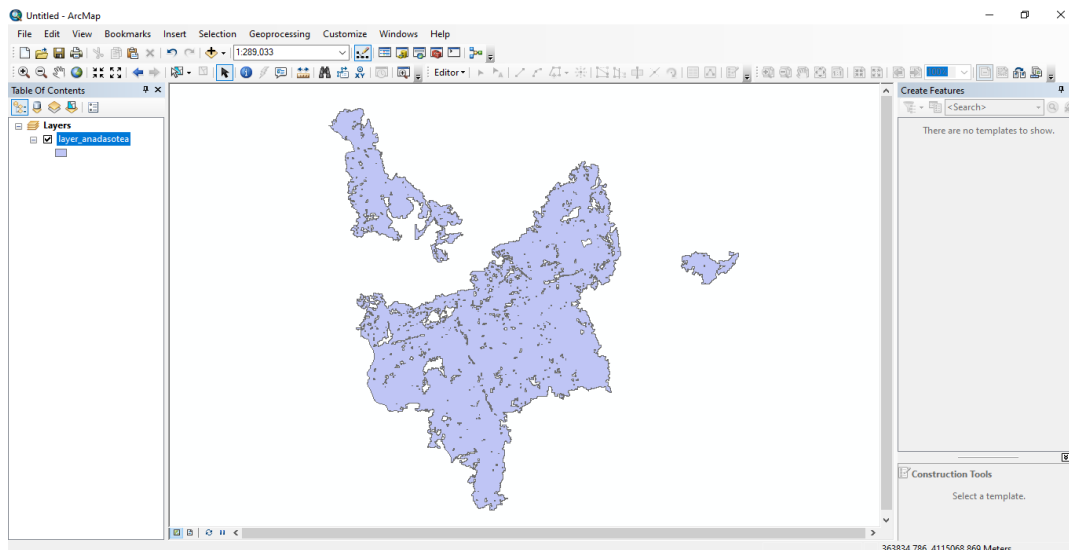 Untitled - ArcMap
File Edit View Bookmarks Insert Selection Geoprocessing Customize Windows Help
1:289,033
Editor
Table Of Contents
Create Features
<Search>
Layers
layer_anadasotea
There are no templates to show.
Construction Tools
Select a template.
363834,786 4115068,869 Meters